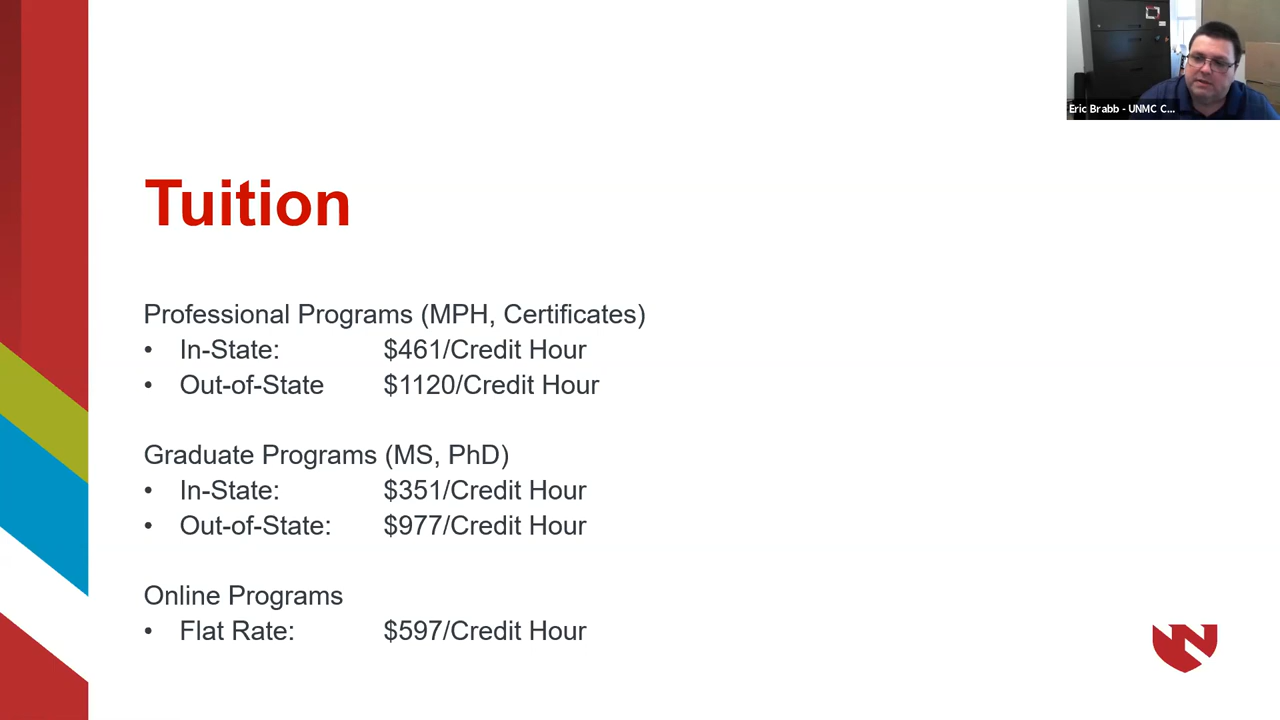 Eric Brabb - UNMC C...
Tuition
Professional Programs (MPH, Certificates)
• In-State: $461/Credit Hour
• Out-of-State $1120/Credit Hour
Graduate Programs (MS, PhD)
• In-State: $351/Credit Hour
• Out-of-State: $977/Credit Hour
Online Programs
• Flat Rate: $597/Credit Hour